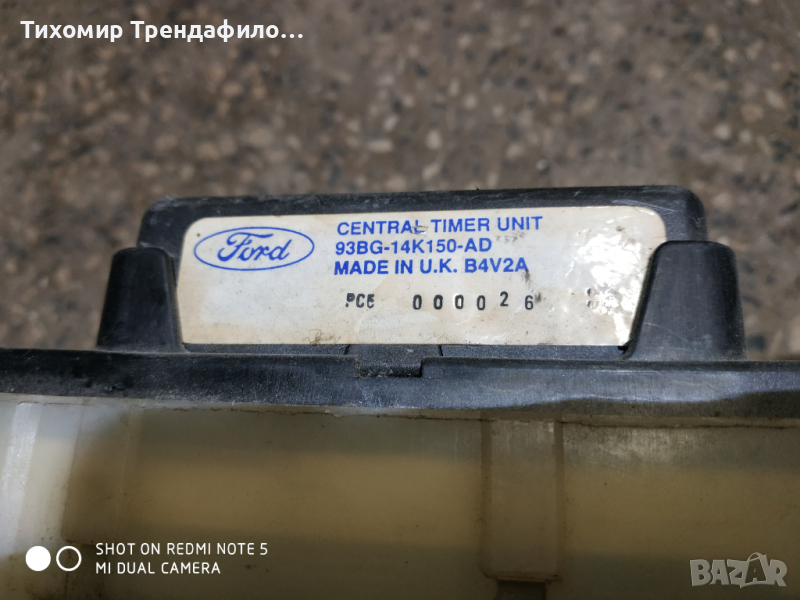 Тихомир Трендафило...
Ford
CENTRAL TIMER UNIT
93BG-14K150-AD
MADE IN U.K. B4V2A
PCE 000026
SHOT ON REDMI NOTE 5
MI DUAL CAMERA
BAZAR